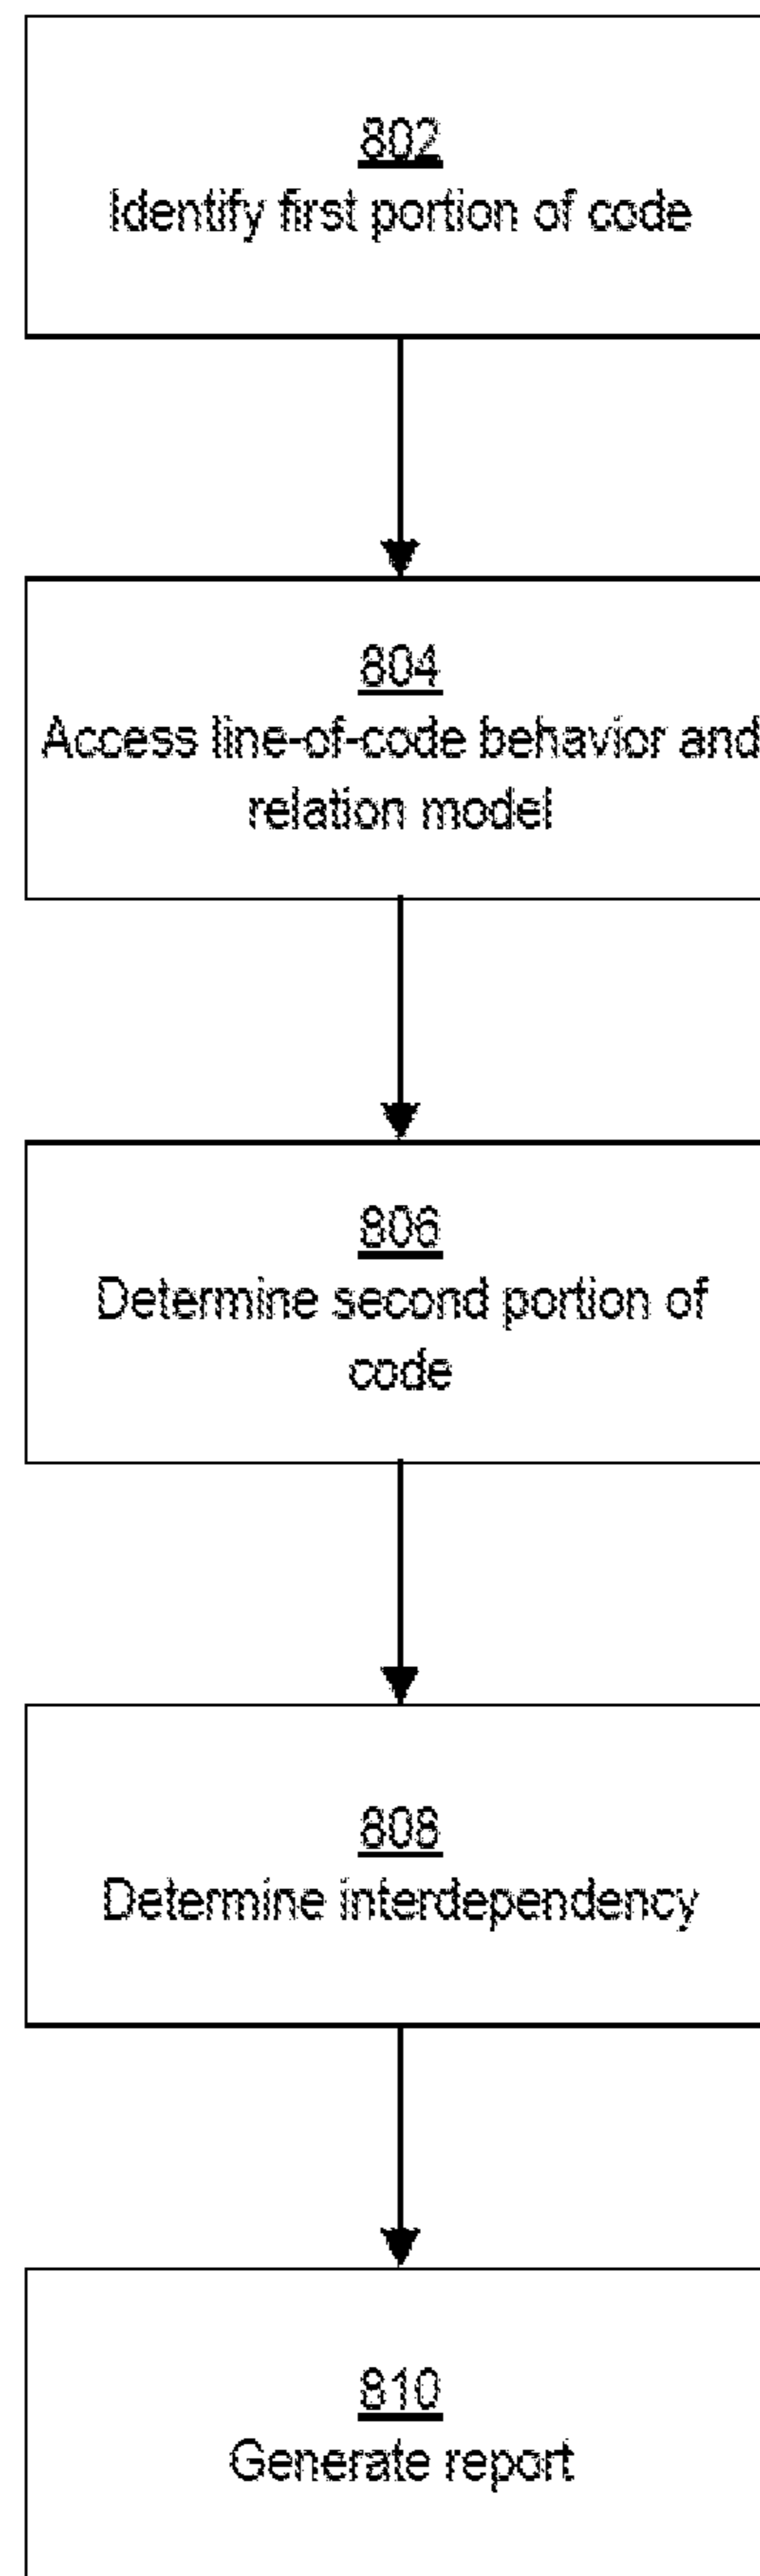 802
Identify first portion of code
804
Access line-of-code behavior and
relation model
806
Determine second portion of
code
808
Determine interdependency
810
Generate report